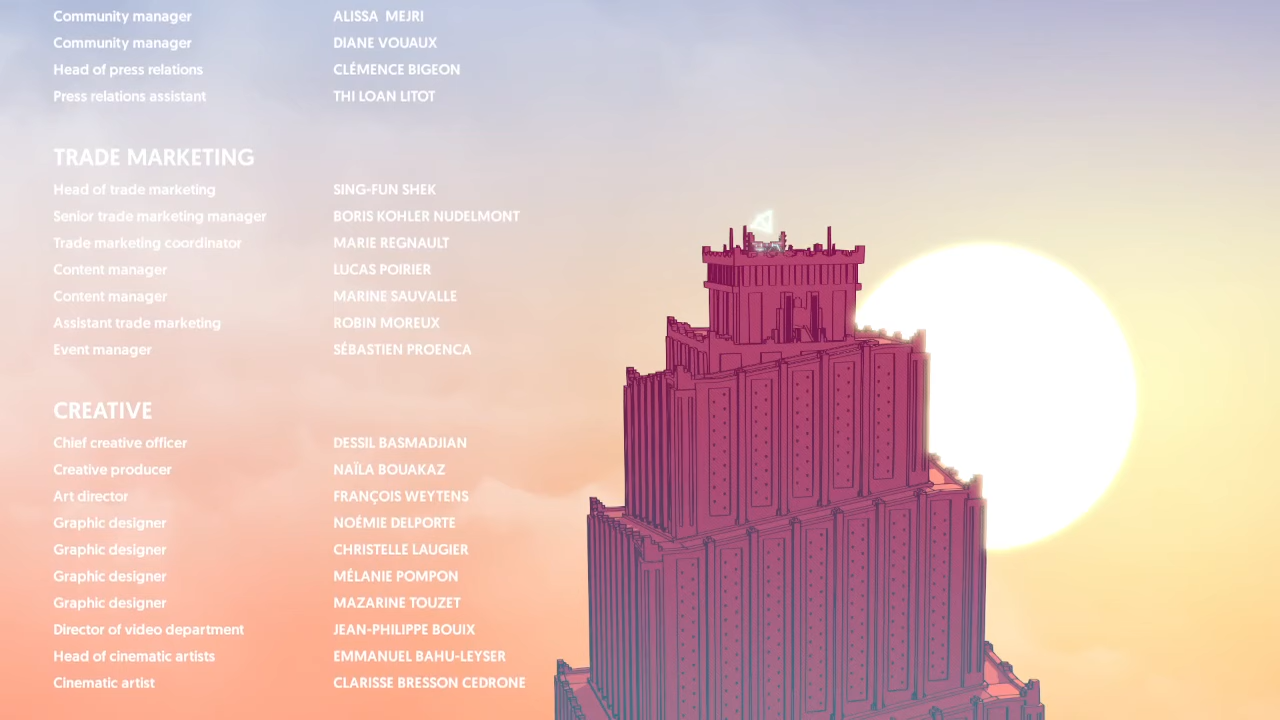 Community manager ALISSA MEJRI
Community manager DIANE VOUAUX
Head of press relations CLÉMENCE BIGEON
Press relations assistant THI LOAN LITOT
TRADE MARKETING
Head of trade marketing SING-FUN SHEK
Senior trade marketing manager BORIS KOHLER NUDELMONT
Trade marketing coordinator MARIE REGNAULT
Content manager LUCAS POIRIER
Content manager MARINE SAUVALLE
Assistant trade marketing ROBIN MOREUX
Event manager SÉBASTIEN PROENCA
CREATIVE
Chief creative officer DESSIL BASMADJIAN
Creative producer NAÏLA BOUAKAZ
Art director FRANÇOIS WEYTENS
Graphic designer NOÉMIE DELPORTE
Graphic designer CHRISTELLE LAUGIER
Graphic designer MÉLANIE POMPON
Graphic designer MAZARINE TOUZET
Director of video department JEAN-PHILIPPE BOUIX
Head of cinematic artists EMMANUEL BAHU-LEYSER
Cinematic artist CLARISSE BRESSON CEDRONE